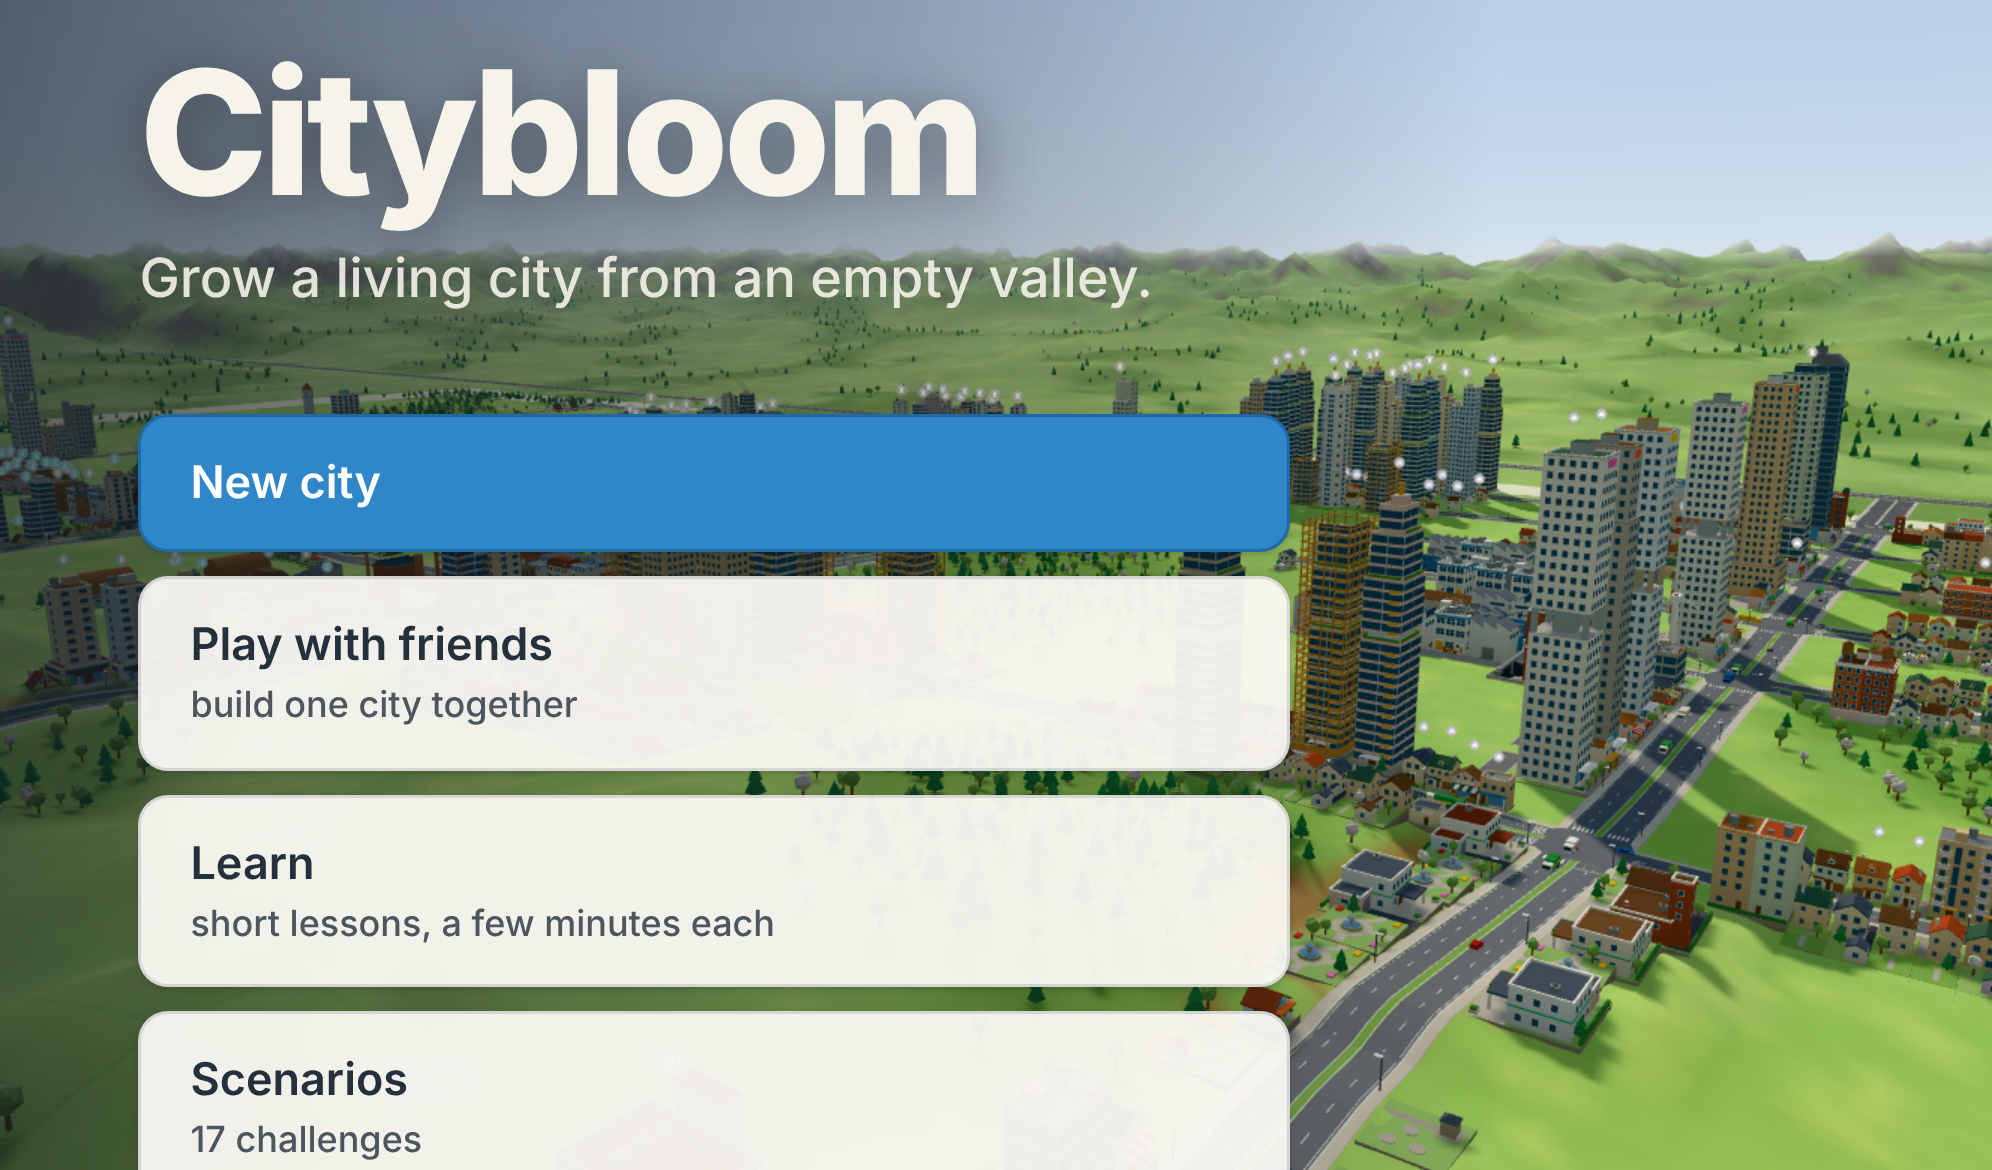 Citybloom
Grow a living city from an empty valley.
New city
Play with friends
build one city together
Learn
short lessons, a few minutes each
Scenarios
17 challenges